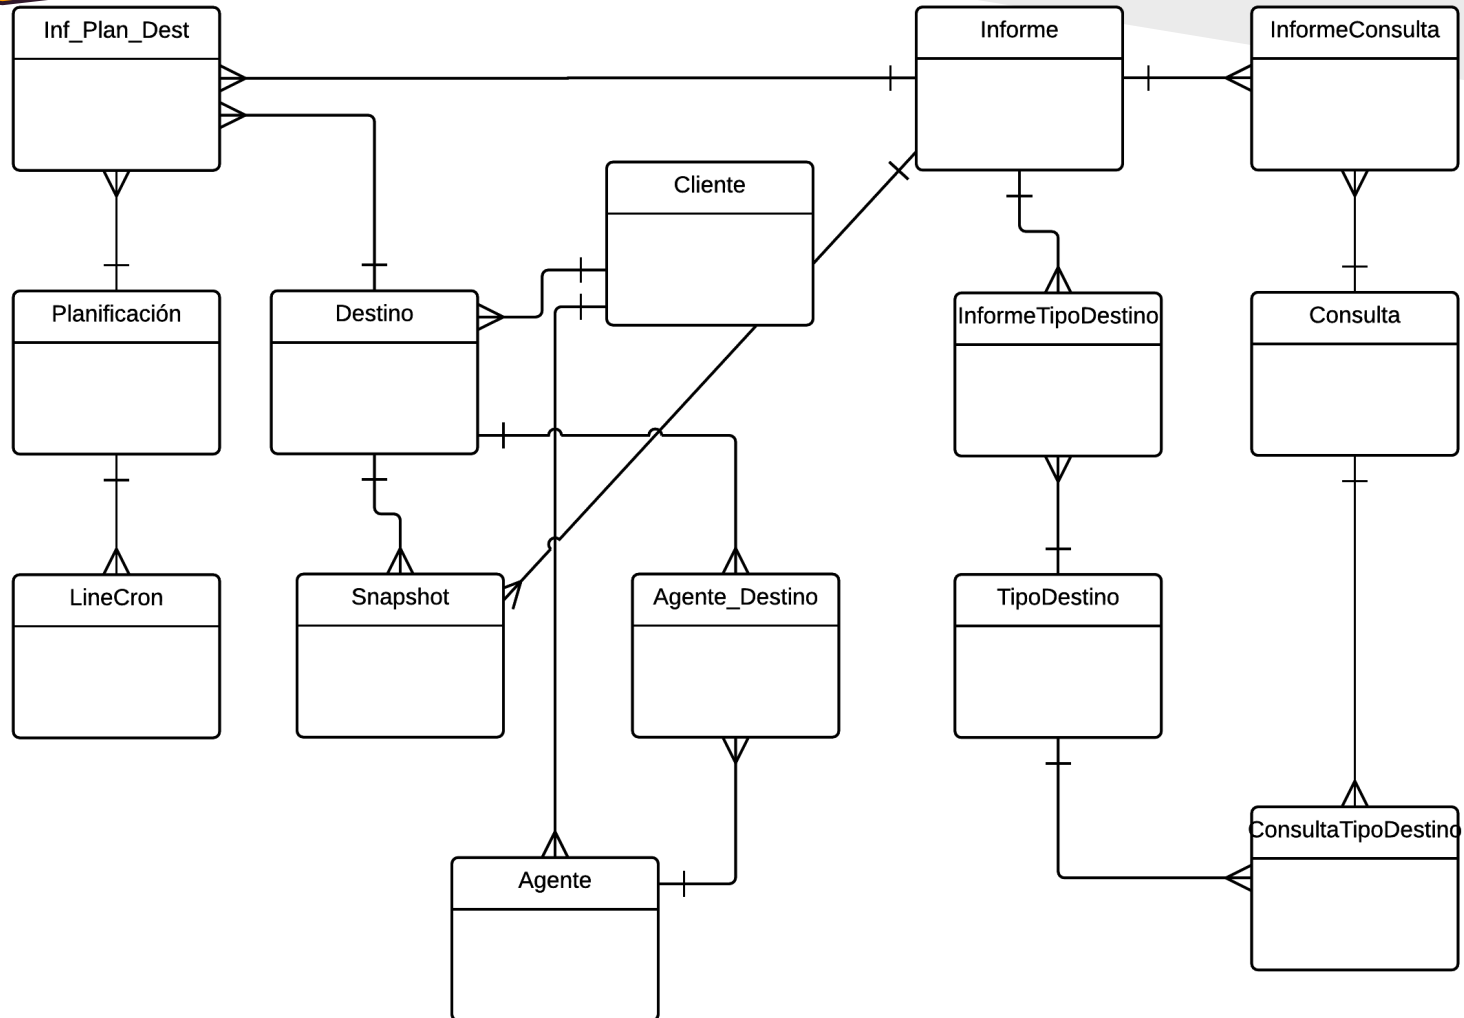 Inf_Plan_Dest
Informe
InformeConsulta
Cliente
Planificación
Destino
InformeTipoDestino
Consulta
LineCron
Snapshot
Agente_Destino
TipoDestino
ConsultaTipoDestino
Agente